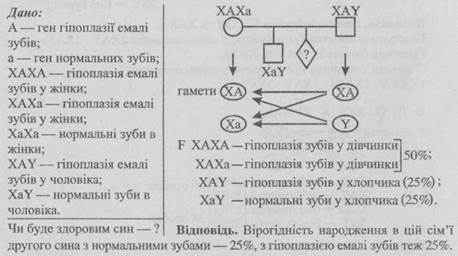 Дано:
А — ген гіпоплазії емалі
зубів;
а — ген нормальних зубів;
XAXA — гіпоплазія емалі
зубів у жінки;
XAXa — гіпоплазія емалі
зубів у жінки;
XaXa — нормальні зуби в
жінки;
XAY — гіпоплазія емалі
зубів у чоловіка;
XaY — нормальні зуби в
чоловіка.
Чи буде здоровим син — ?
XAXa XAY
XaY ?
гамети XA XA
Xa Y
F XAXA — гіпоплазія зубів у дівчинки
XAXa — гіпоплазія зубів у дівчинки
50%;
XAY — гіпоплазія зубів у хлопчика (25%);
XaY — нормальні зуби у хлопчика (25%).
Відповідь. Вірогідність народження в цій сім’ї
другого сина з нормальними зубами — 25%, з гіпоплазією емалі зубів теж 25%.